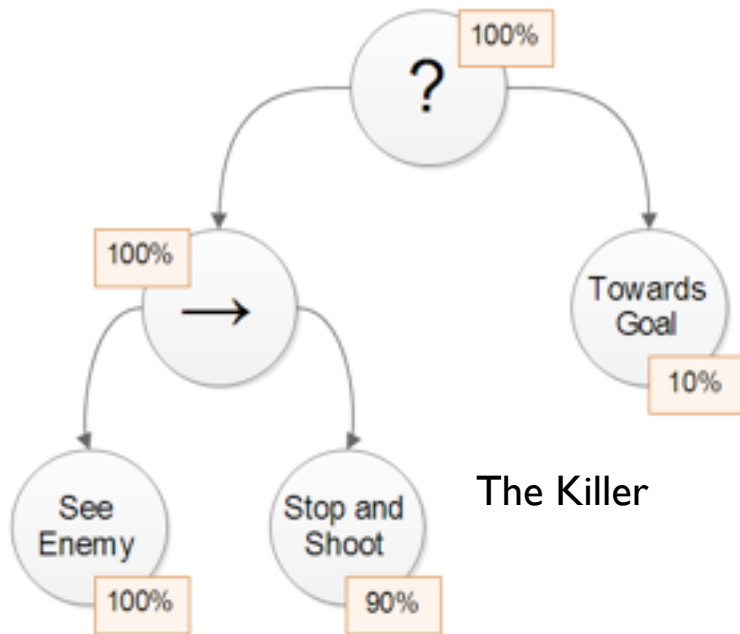 100%
?
100%
→
Towards
Goal
10%
See
Enemy
100%
Stop and
Shoot
90%
The Killer